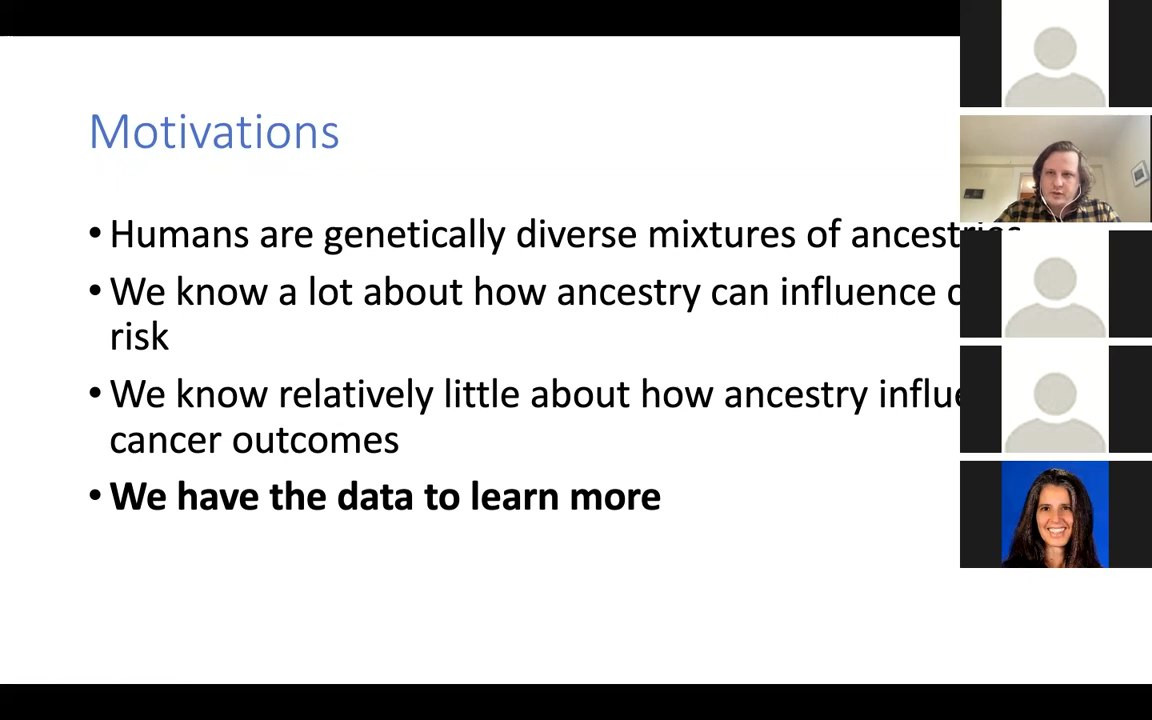 Motivations
• Humans are genetically diverse mixtures of ancestries
• We know a lot about how ancestry can influence
risk
• We know relatively little about how ancestry
cancer outcomes
• We have the data to learn more